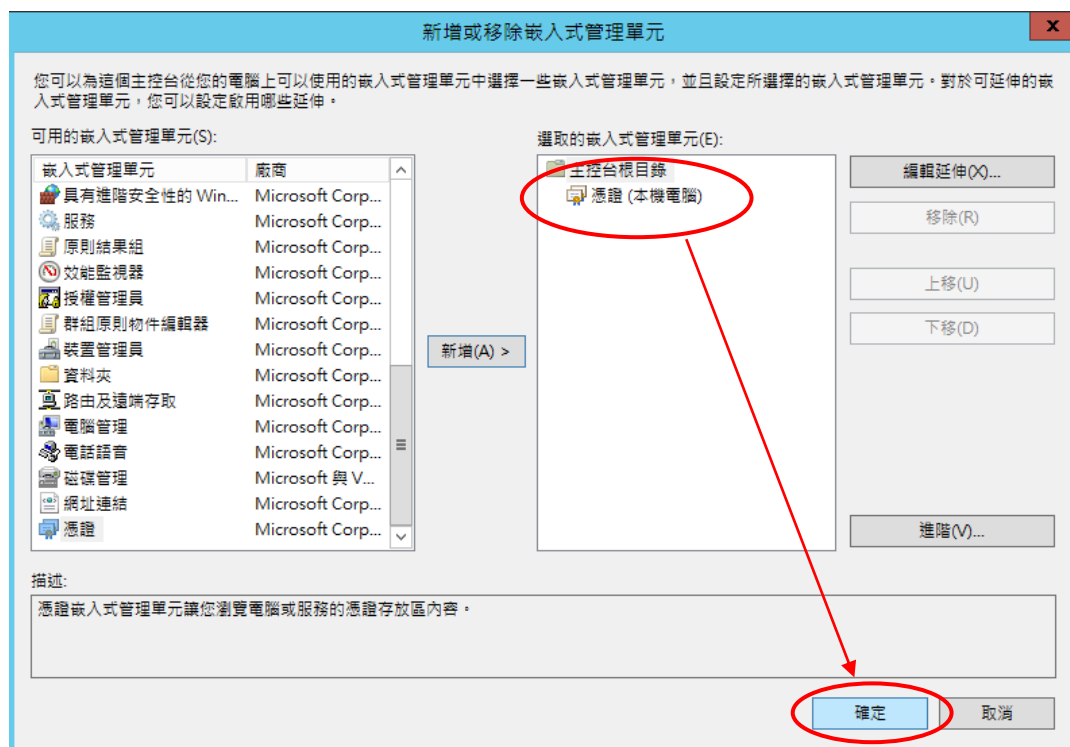 新增或移除嵌入式管理單元
x
您可以為這個主控台從您的電腦上可以使用的嵌入式管理單元中選擇一些嵌入式管理單元，並且設定所選擇的嵌入式管理單元。對於可延伸的嵌
入式管理單元，您可以設定啟用哪些延伸。
可用的嵌入式管理單元(S):
嵌入式管理單元 廠商
具有進階安全性的 Win... Microsoft Corp...
服務 Microsoft Corp...
原則結果組 Microsoft Corp...
效能監視器 Microsoft Corp...
授權管理員 Microsoft Corp...
群組原則物件編輯器 Microsoft Corp...
裝置管理員 Microsoft Corp...
資料夾 Microsoft Corp...
路由及遠端存取 Microsoft Corp...
電腦管理 Microsoft Corp...
電話語音 Microsoft Corp...
磁碟管理 Microsoft 與 V...
網址連結 Microsoft Corp...
憑證 Microsoft Corp...
新增(A) >
選取的嵌入式管理單元(E):
主控台根目錄
憑證 (本機電腦)
編輯延伸(X)...
移除(R)
上移(U)
下移(D)
進階(V)...
描述:
憑證嵌入式管理單元讓您瀏覽電腦或服務的憑證存放區內容。
確定 取消